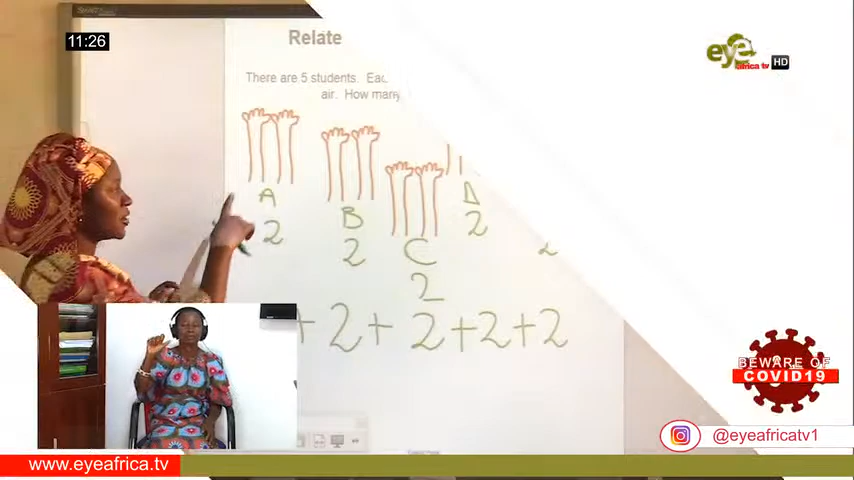 11:26
eye
africa tv HD
Relate
There are 5 students. Eac
air. How many
A
B
C
D
2
2
2
2
+ 2 + 2 + 2 + 2
BEWARE OF
COVID19
@eyeafricatv1
www.eyeafrica.tv